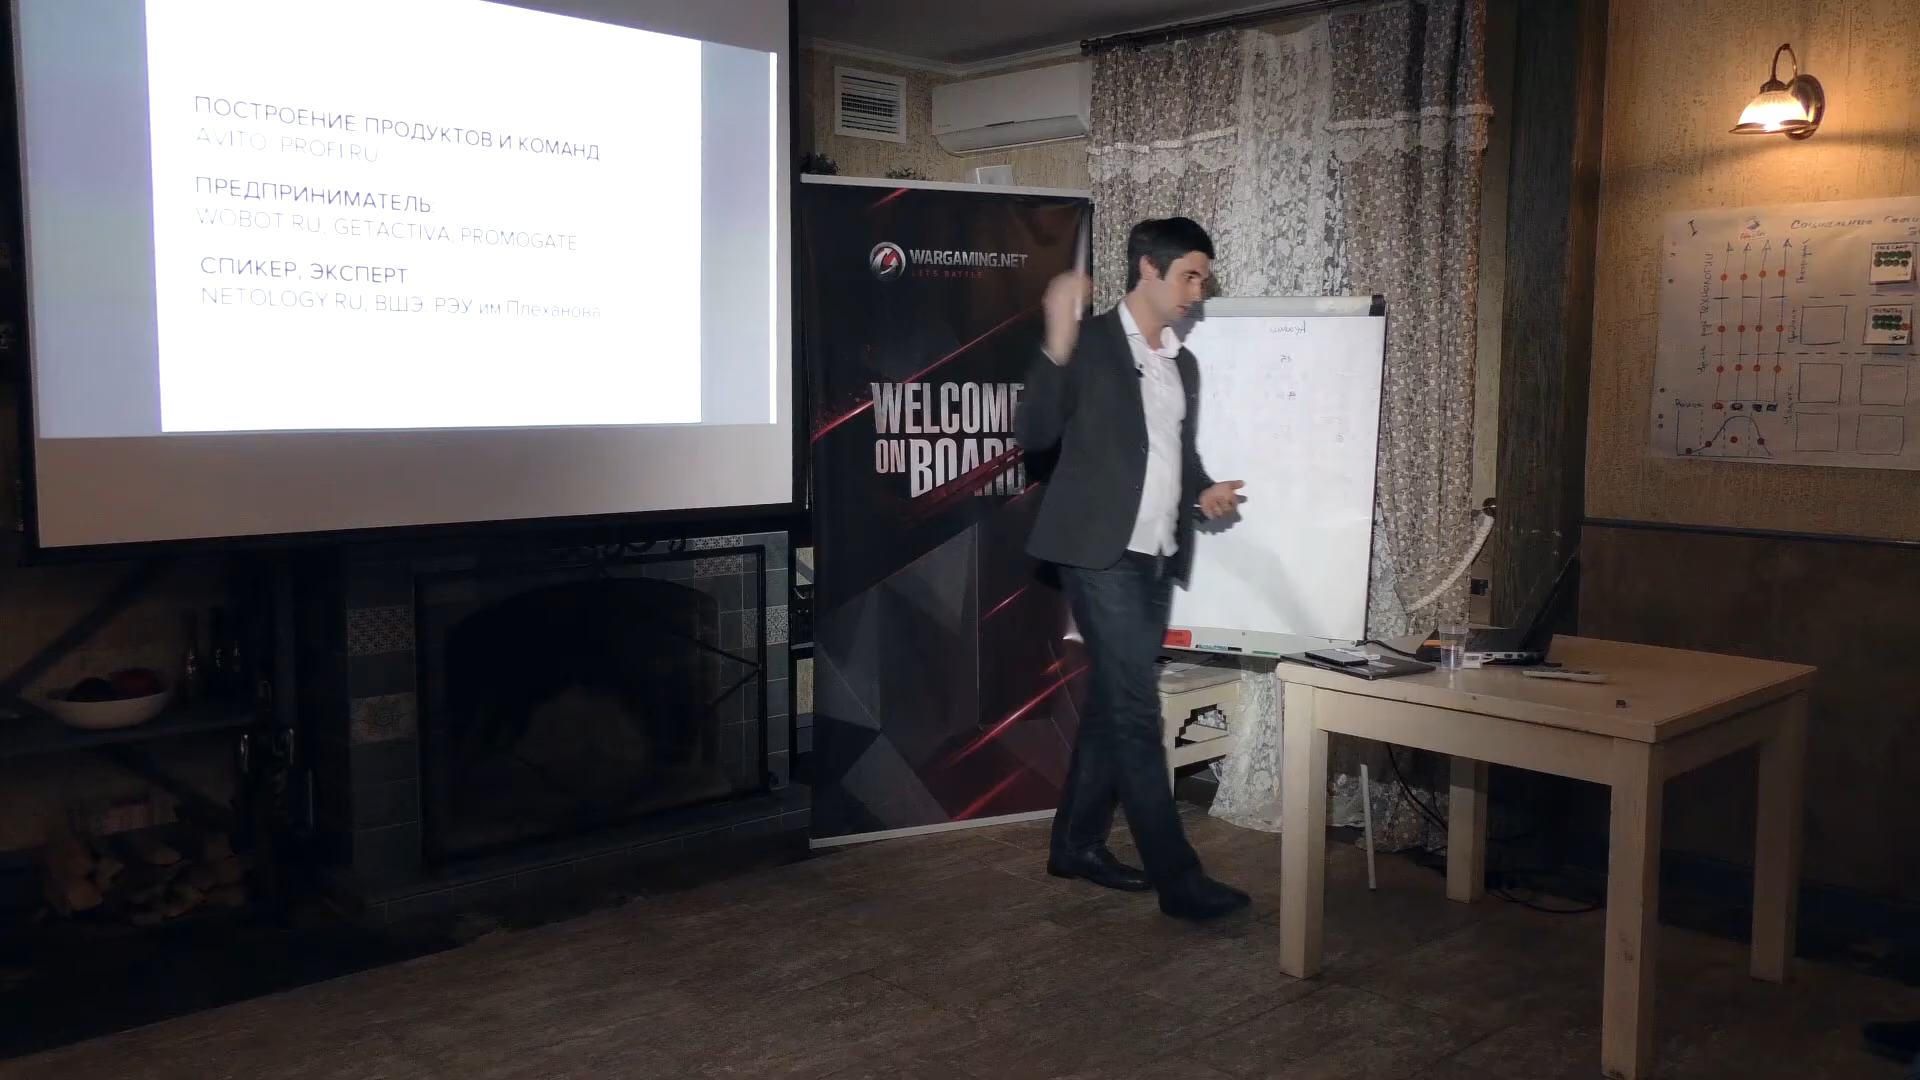 ПОСТРОЕНИЕ ПРОДУКТОВ И КОМАНД
AVITO, PROFI.RU
ПРЕДПРИНИМАТЕЛЬ:
WOBOT.RU, GETACTIVA, PROMOGATE
СПИКЕР, ЭКСПЕРТ
NETOLOGY.RU, ВШЭ, РЭУ им Плеханова
WARGAMING.NET
LET'S BATTLE
WELCOME
ON BOARD
Социальные